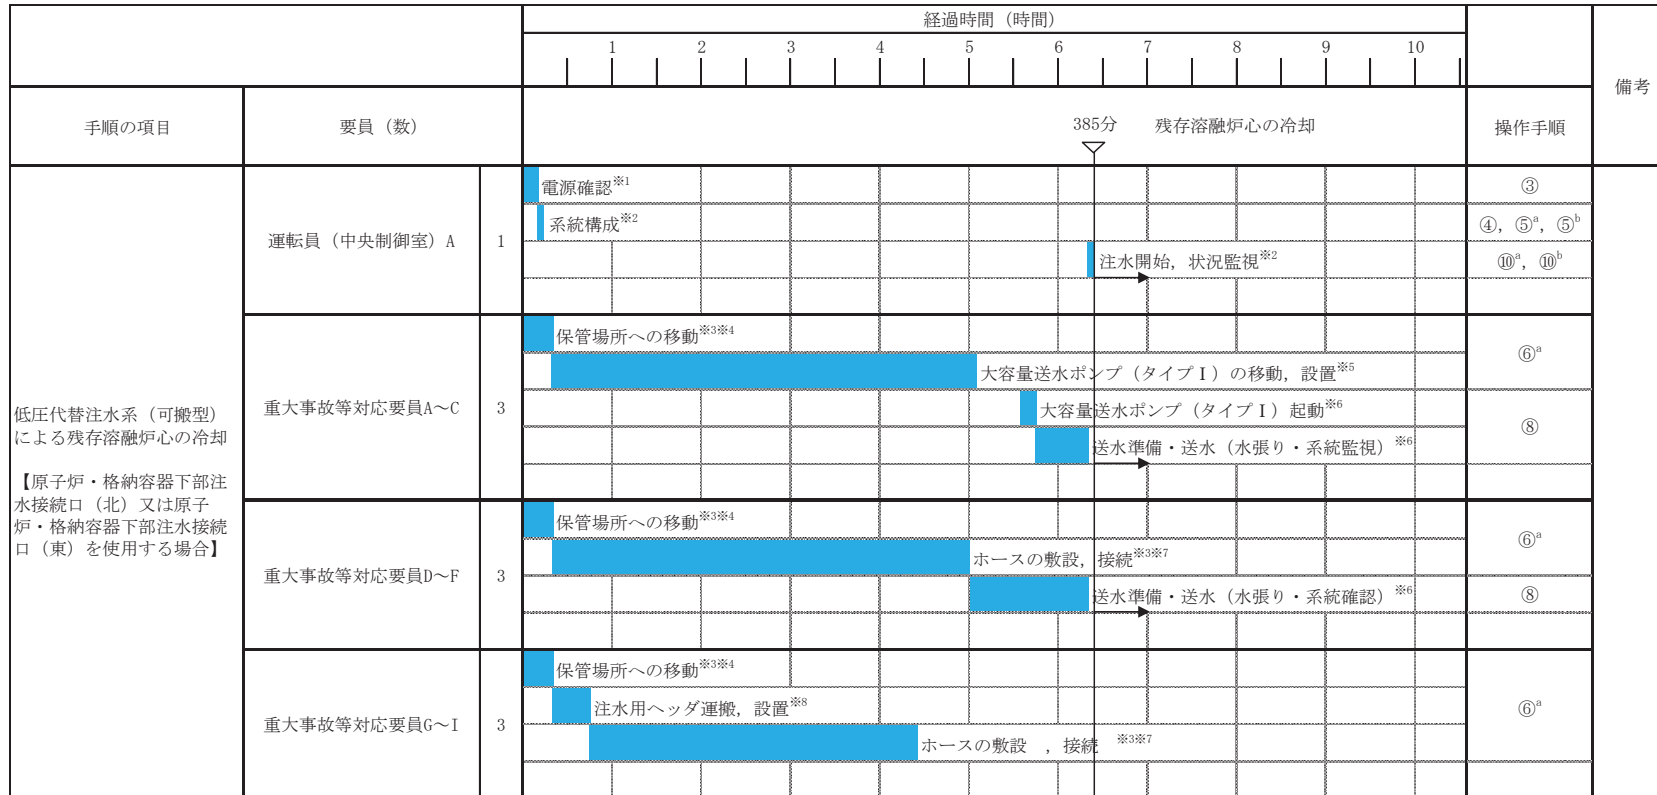 経過時間（時間）
1 2 3 4 5 6 7 8 9 10
備考
手順の項目 要員（数） 385分 残存溶融炉心の冷却 操作手順
低圧代替注水系（可搬型）
による残存溶融炉心の冷却
【原子炉・格納容器下部注
水接続口（北）又は原子
炉・格納容器下部注水接続
口（東）を使用する場合】
運転員（中央制御室）A 1
電源確認※1 ③
系統構成※2 ④，⑤a，⑤b
注水開始，状況監視※2 ⑩a，⑩b
重大事故等対応要員A～C 3
保管場所への移動※3※4
大容量送水ポンプ（タイプⅠ）の移動，設置※5
⑥a
大容量送水ポンプ（タイプⅠ）起動※6
送水準備・送水（水張り・系統監視）※6
⑧
重大事故等対応要員D～F 3
保管場所への移動※3※4
ホースの敷設，接続※3※7
⑥a
送水準備・送水（水張り・系統確認）※6 ⑧
重大事故等対応要員G～I 3
保管場所への移動※3※4
注水用ヘッダ運搬，設置※8
ホースの敷設 ，接続 ※3※7
⑥a